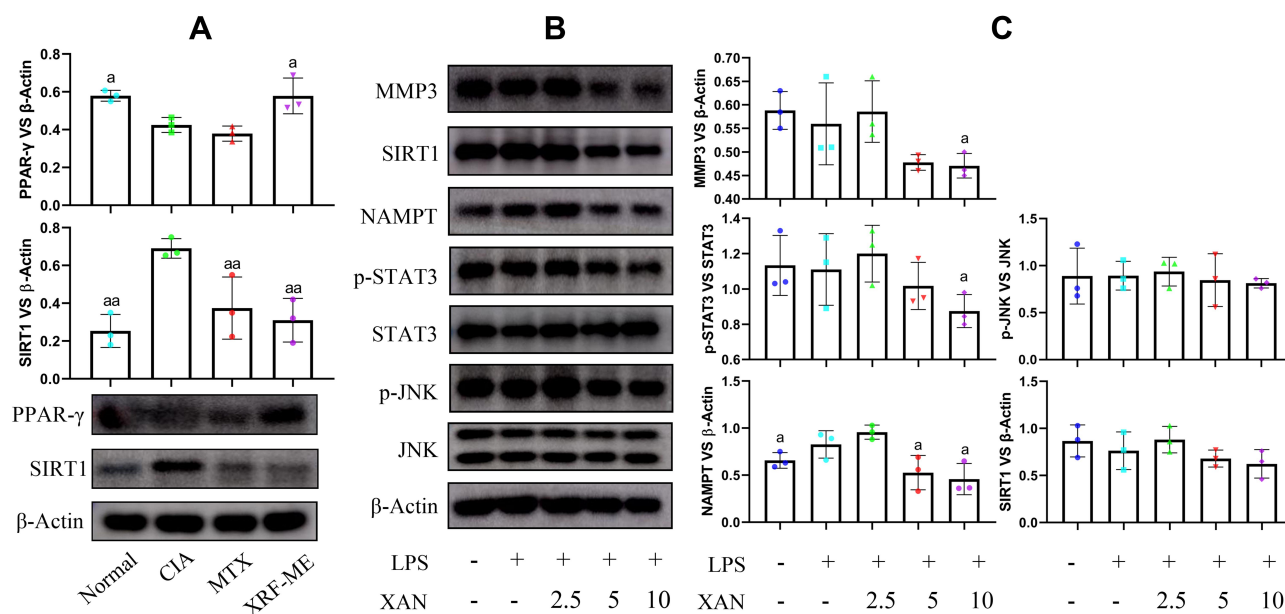 A
B
C
PPAR-γ VS β-Actin
0.8
0.6
0.4
0.2
0.0
a
a
SIRT1 VS β-Actin
0.8
0.6
0.4
0.2
0.0
aa
aa
aa
PPAR-γ
SIRT1
β-Actin
Normal
CIA
MTX
XRF-ME
MMP3
SIRT1
NAMPT
p-STAT3
STAT3
p-JNK
JNK
β-Actin
LPS - + + + +
XAN - - 2.5 5 10
MMP3 VS β-Actin
0.70
0.65
0.60
0.55
0.50
0.45
0.40
a
p-STAT3 VS STAT3
1.4
1.2
1.0
0.8
0.6
a
p-JNK VS JNK
1.5
1.0
0.5
0.0
NAMPT VS β-Actin
1.5
1.0
0.5
0.0
a
a
a
SIRT1 VS β-Actin
1.5
1.0
0.5
0.0
LPS - + + + + - + + + +
XAN - - 2.5 5 10 - - 2.5 5 10